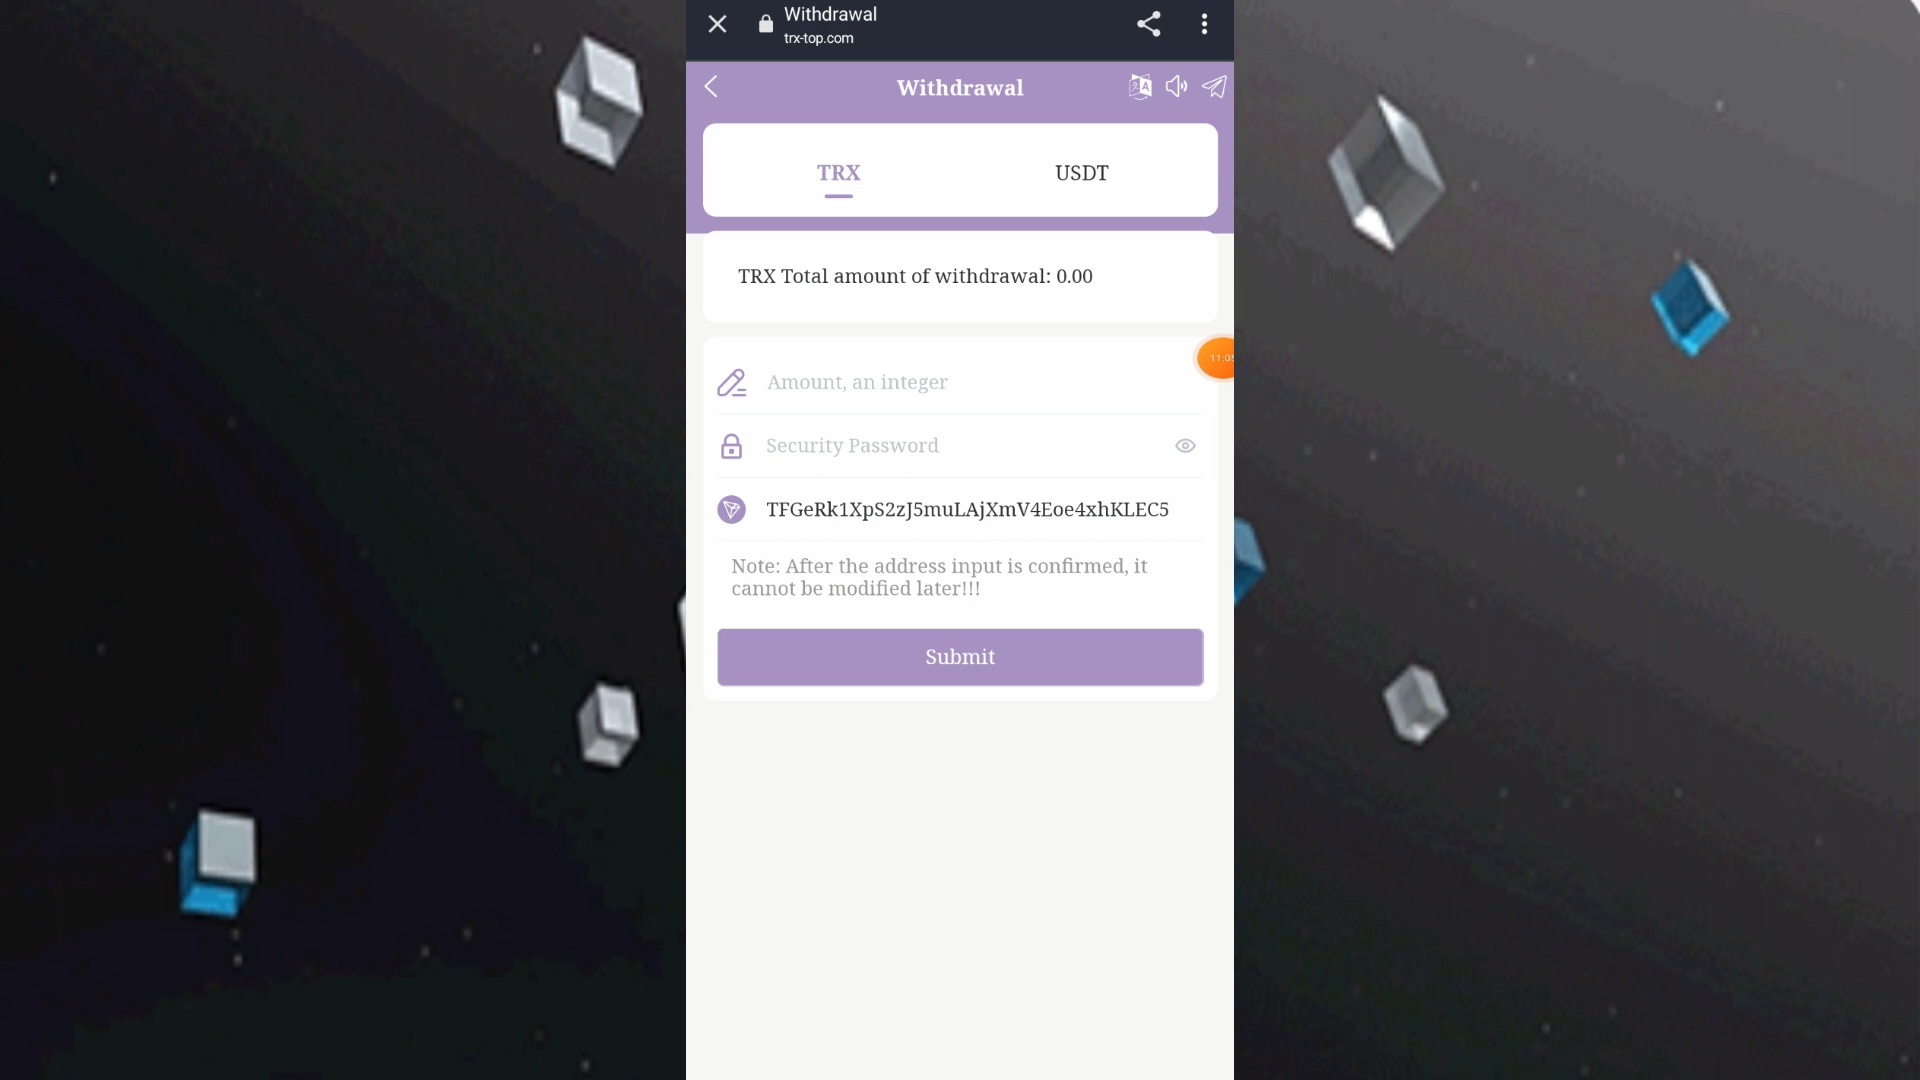 Withdrawal
trx-top.com
Withdrawal
TRX
USDT
TRX Total amount of withdrawal: 0.00
Amount, an integer
Security Password
TFGeRk1XpS2zJ5muLAjXmV4Eoe4xhKLEC5
Note: After the address input is confirmed, it
cannot be modified later!!!
Submit